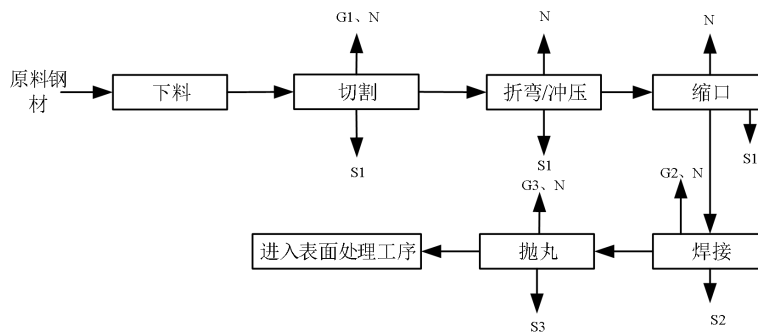 G1、N
N
N
原料钢
材
下料
切割
折弯/冲压
缩口
S1
S1
S1
G3、N
G2、N
进入表面处理工序
抛丸
焊接
S3
S2